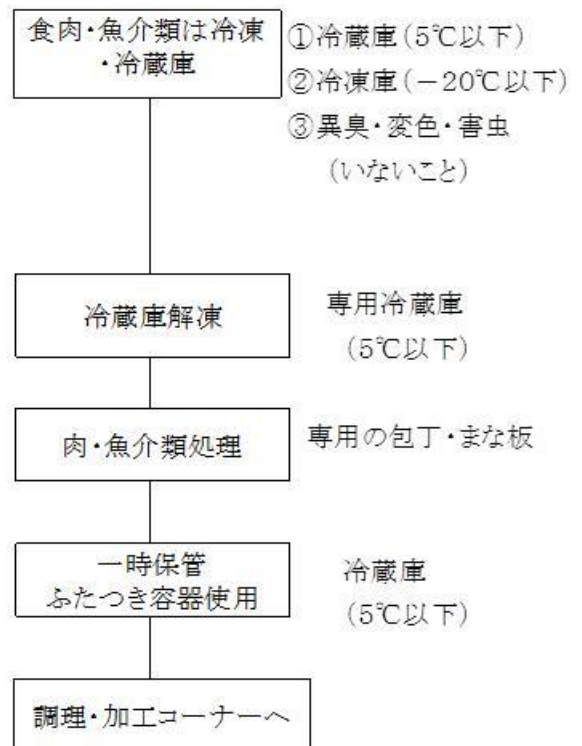 食肉・魚介類は冷凍
・冷蔵庫
①冷蔵庫(5℃以下)
②冷凍庫(－20℃以下)
③異臭・変色・害虫
(いないこと)
冷蔵庫解凍
専用冷蔵庫
(5℃以下)
肉・魚介類処理
専用の包丁・まな板
一時保管
ふたつき容器使用
冷蔵庫
(5℃以下)
調理・加工コーナーへ